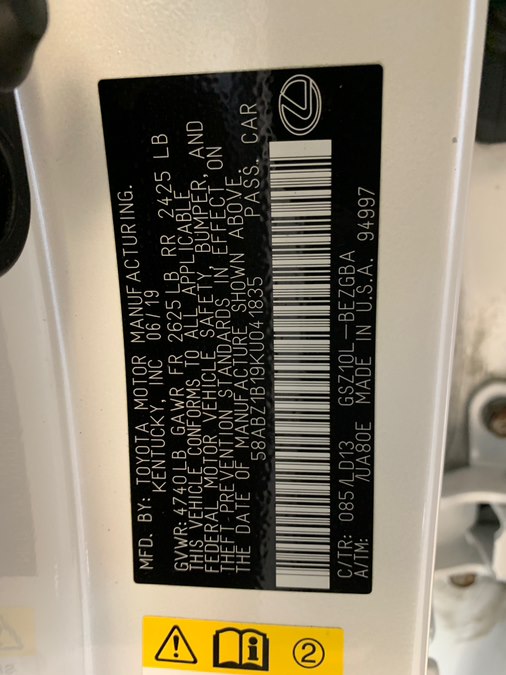 MFD. BY: TOYOTA MOTOR MANUFACTURING.
KENTUCKY, INC 06/19
GVWR: 4740LB GAWR FR 2625LB RR 2425 LB
THIS VEHICLE CONFORMS TO ALL APPLICABLE
FEDERAL MOTOR VEHICLE SAFETY, BUMPER, AND
THEFT PREVENTION STANDARDS IN EFFECT ON
THE DATE OF MANUFACTURE SHOWN ABOVE.
58ABZ1B19KU041835 PASS. CAR
C/TR: 085/LD13 GSZ10L-BEZGBA
A/TM: /UA80E MADE IN U.S.A. 94997
2